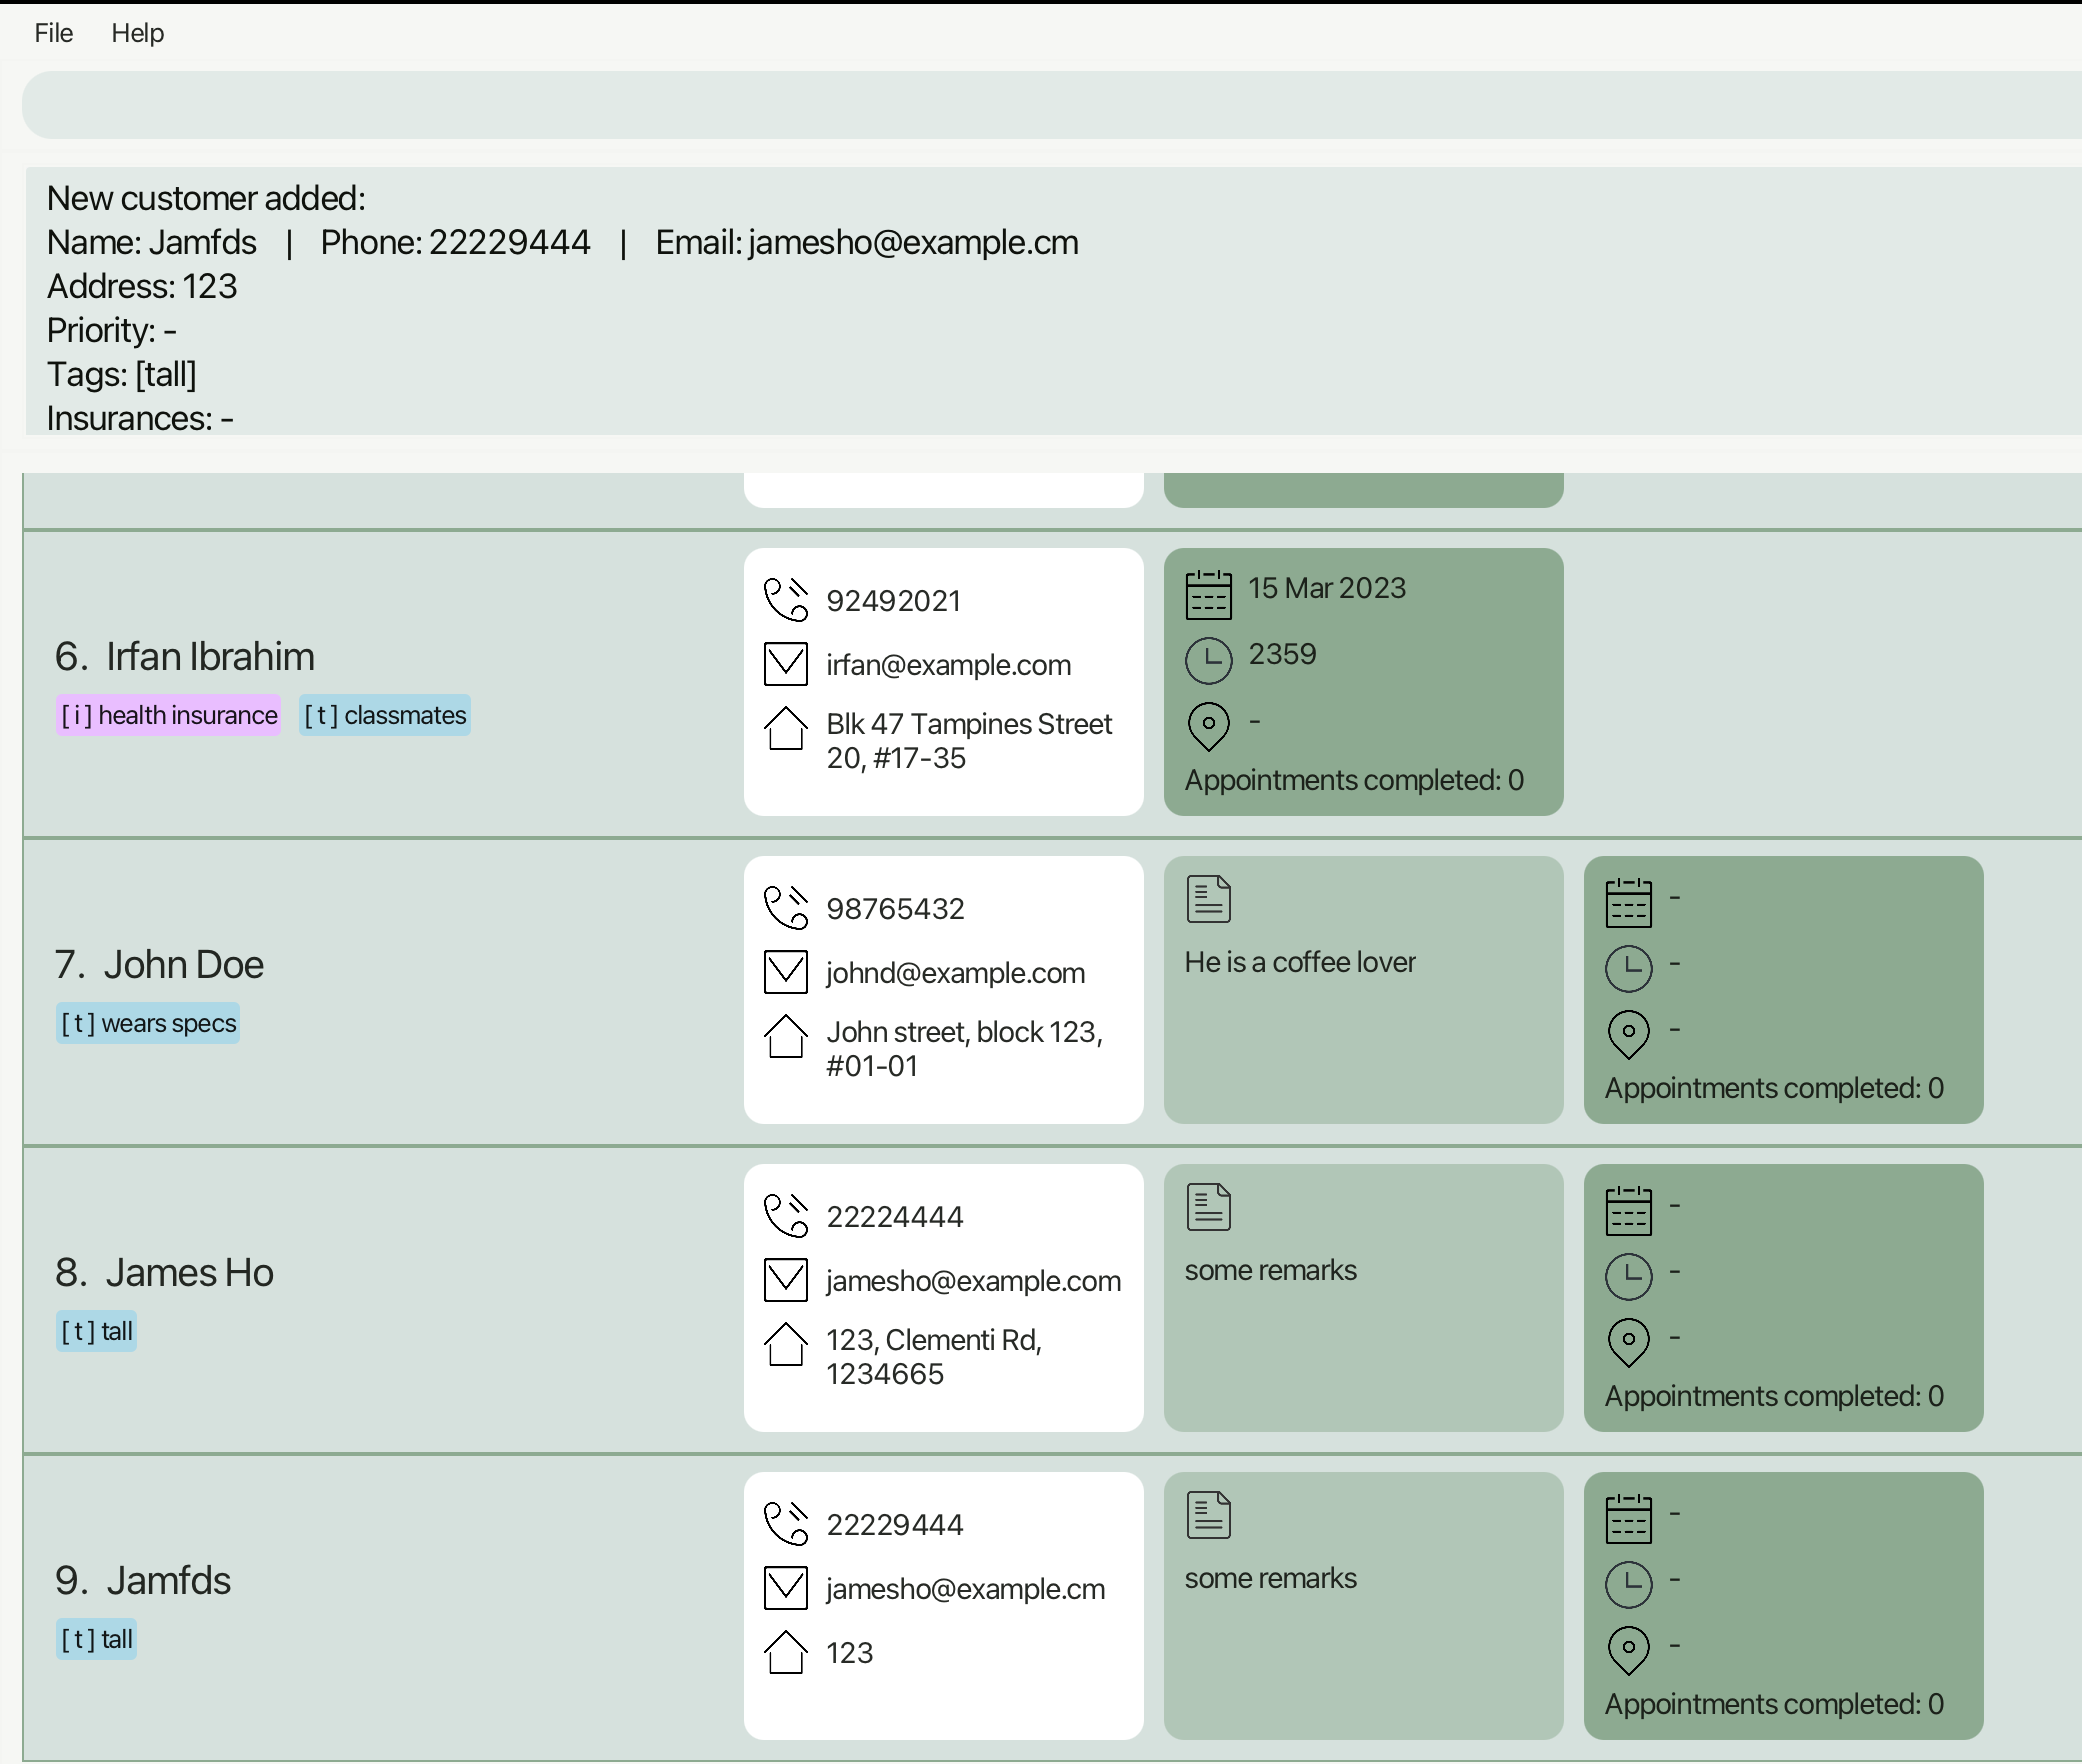 File Help
New customer added:
Name: Jamfds | Phone: 22229444 | Email: jamesho@example.cm
Address: 123
Priority: -
Tags: [tall]
Insurances: -
6. Irfan Ibrahim
[ i ] health insurance [ t ] classmates
92492021
irfan@example.com
Blk 47 Tampines Street
20, #17-35
15 Mar 2023
2359
-
Appointments completed: 0
7. John Doe
[ t ] wears specs
98765432
johnd@example.com
John street, block 123,
#01-01
He is a coffee lover
-
-
-
Appointments completed: 0
8. James Ho
[ t ] tall
22224444
jamesho@example.com
123, Clementi Rd,
1234665
some remarks
-
-
-
Appointments completed: 0
9. Jamfds
[ t ] tall
22229444
jamesho@example.cm
123
some remarks
-
-
-
Appointments completed: 0